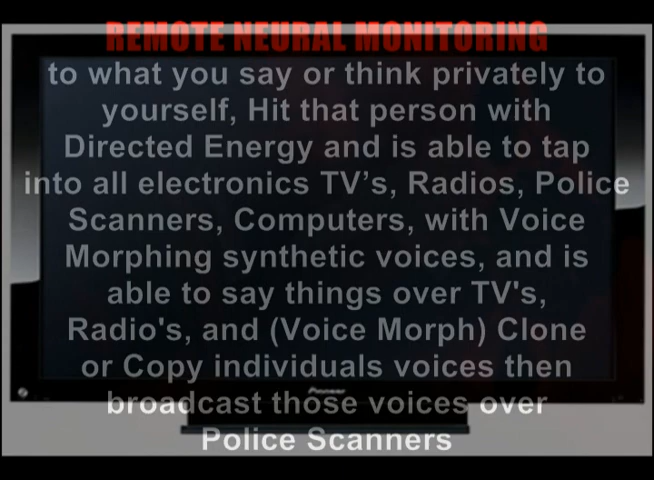 REMOTE NEURAL MONITORING
to what you say or think privately to
yourself, Hit that person with
Directed Energy and is able to tap
into all electronics TV’s, Radios, Police
Scanners, Computers, with Voice
Morphing synthetic voices, and is
able to say things over TV's,
Radio's, and (Voice Morph) Clone
or Copy individuals voices then
Pioneer
broadcast those voices over
Police Scanners